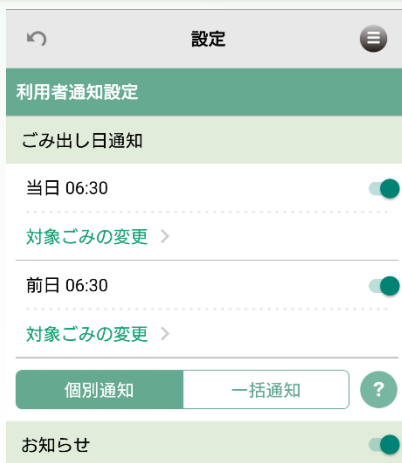 設定
利用者通知設定
ごみ出し日通知
当日 06:30
対象ごみの変更 >
前日 06:30
対象ごみの変更 >
個別通知 一括通知 ?
お知らせ